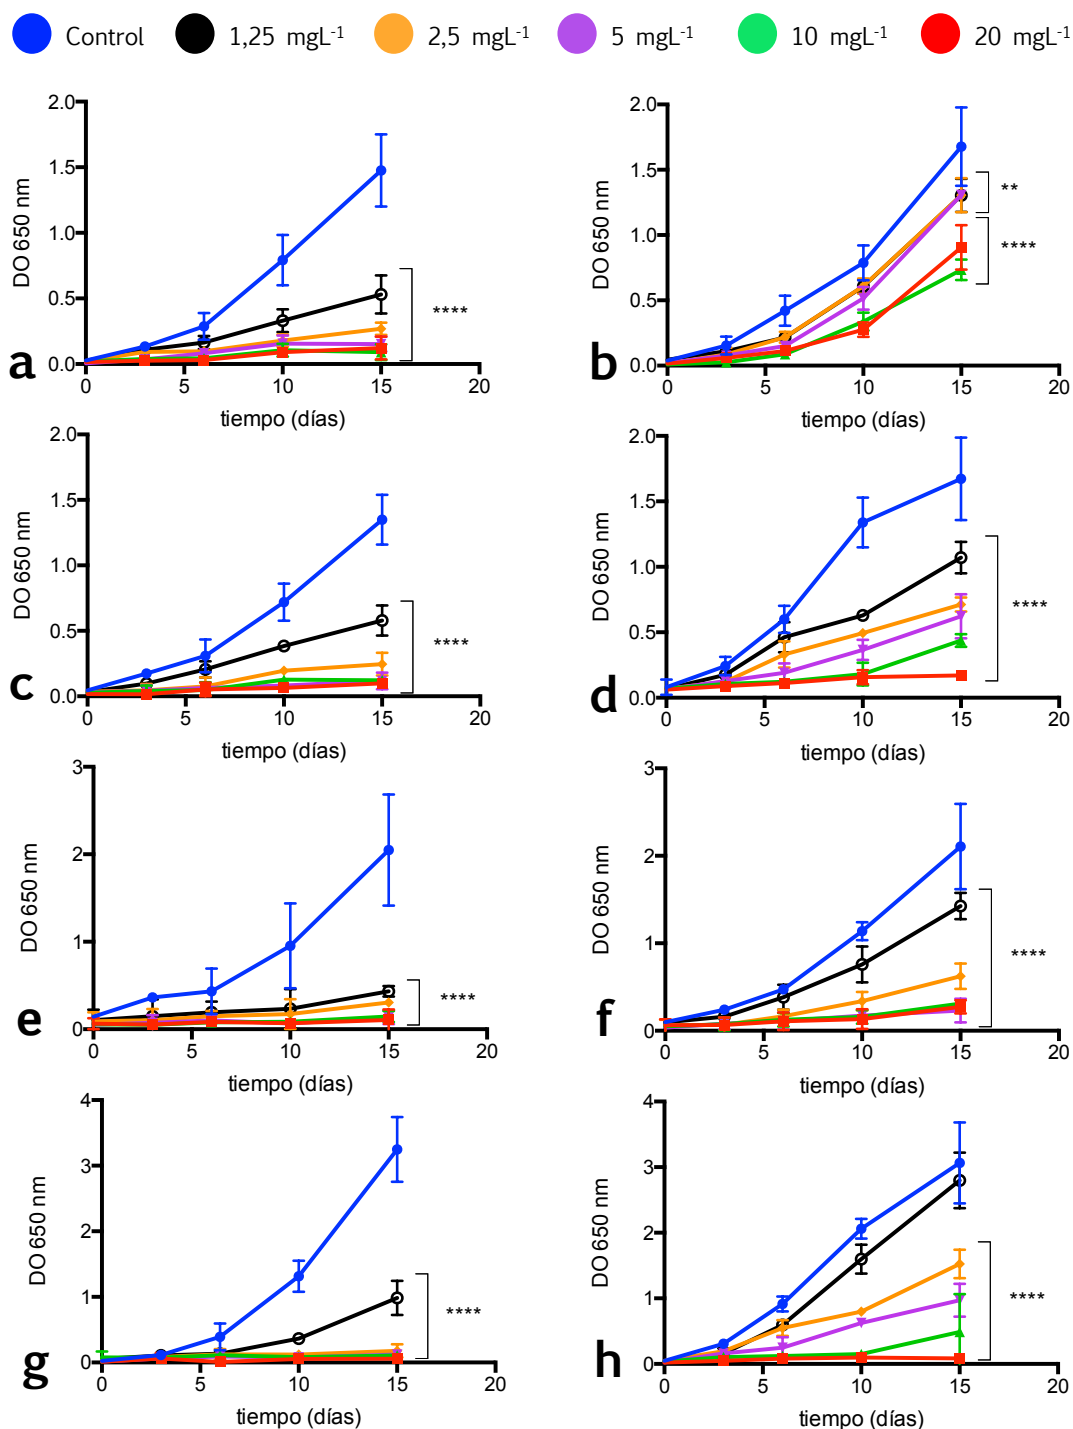 Control 1,25 mgL⁻¹ 2,5 mgL⁻¹ 5 mgL⁻¹ 10 mgL⁻¹ 20 mgL⁻¹
DO 650 nm
2.0
1.5
1.0
0.5
0.0
0 5 10 15 20
tiempo (días)
****
a
DO 650 nm
2.0
1.5
1.0
0.5
0.0
0 5 10 15 20
tiempo (días)
**
****
b
DO 650 nm
2.0
1.5
1.0
0.5
0.0
0 5 10 15 20
tiempo (días)
****
c
DO 650 nm
2.0
1.5
1.0
0.5
0.0
0 5 10 15 20
tiempo (días)
****
d
DO 650 nm
3
2
1
0
0 5 10 15 20
tiempo (días)
****
e
DO 650 nm
3
2
1
0
0 5 10 15 20
tiempo (días)
****
f
DO 650 nm
4
3
2
1
0
0 5 10 15 20
tiempo (días)
****
g
DO 650 nm
4
3
2
1
0
0 5 10 15 20
tiempo (días)
****
h